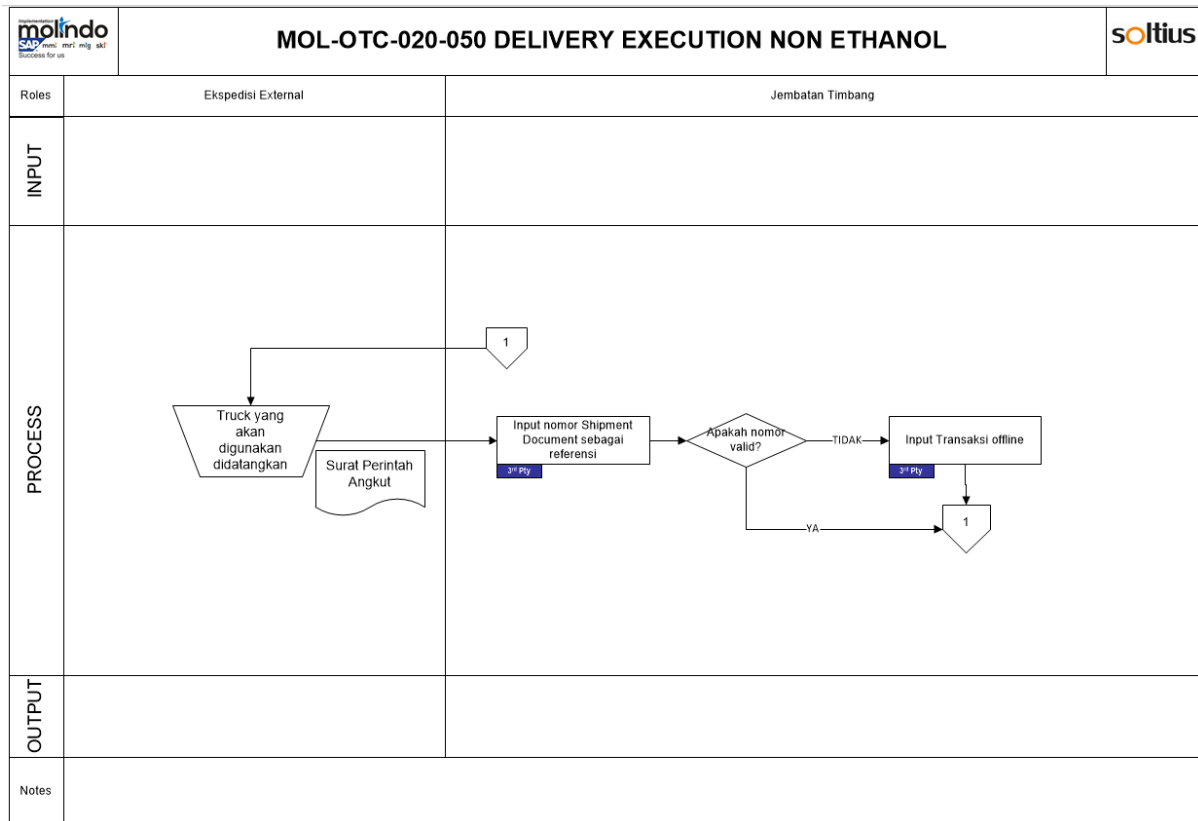 Implementation
molindo
SAP mmi mri mlg ski
Success for us
MOL-OTC-020-050 DELIVERY EXECUTION NON ETHANOL
soltius
Roles
Ekspedisi External
Jembatan Timbang
INPUT
PROCESS
1
Truck yang
akan
digunakan
didatangkan
Surat Perintah
Angkut
Input nomor Shipment
Document sebagai
referensi
3rd Pty
Apakah nomor
valid?
TIDAK
Input Transaksi offline
3rd Pty
YA
1
OUTPUT
Notes